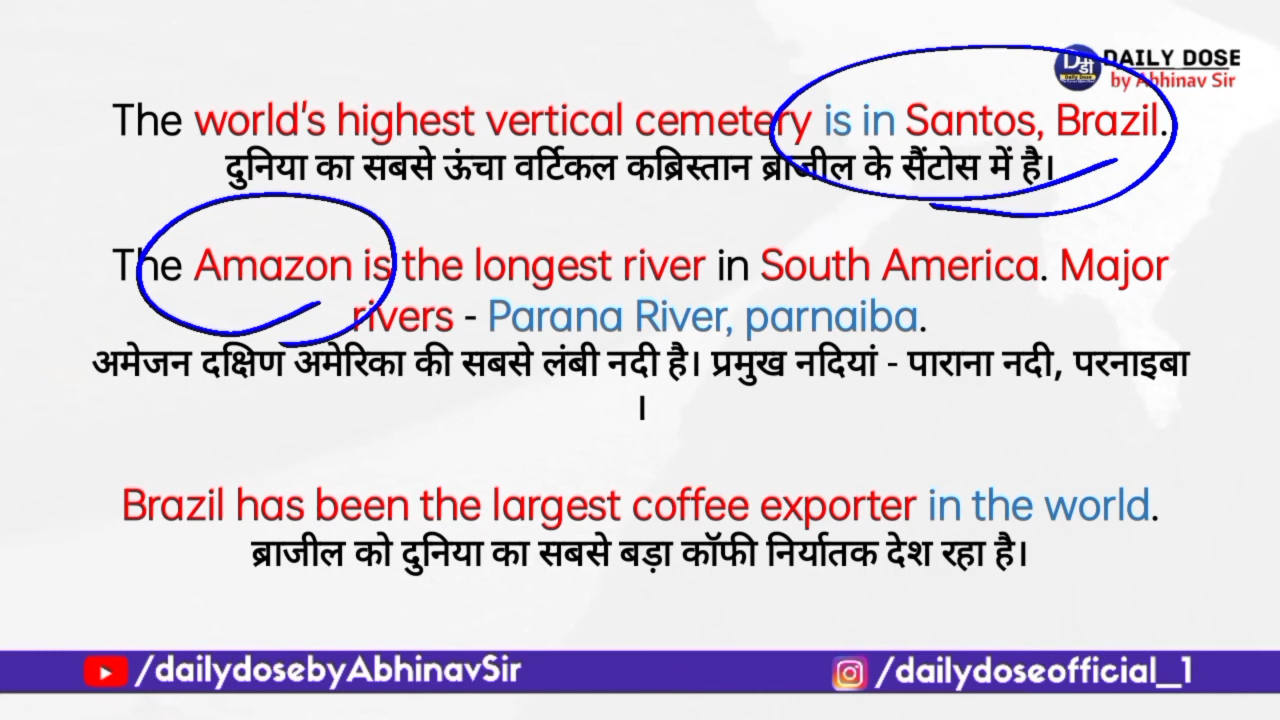 DAILY DOSE
by Abhinav Sir
The world's highest vertical cemetery is in Santos, Brazil.
दुनिया का सबसे ऊंचा वर्टिकल कब्रिस्तान ब्राजील के सैंटोस में है।
The Amazon is the longest river in South America. Major
rivers - Parana River, parnaiba.
अमेजन दक्षिण अमेरिका की सबसे लंबी नदी है। प्रमुख नदियां - पाराना नदी, परनाइबा
।
Brazil has been the largest coffee exporter in the world.
ब्राजील को दुनिया का सबसे बड़ा कॉफी निर्यातक देश रहा है।
/dailydosebyAbhinavSir
/dailydoseofficial_1